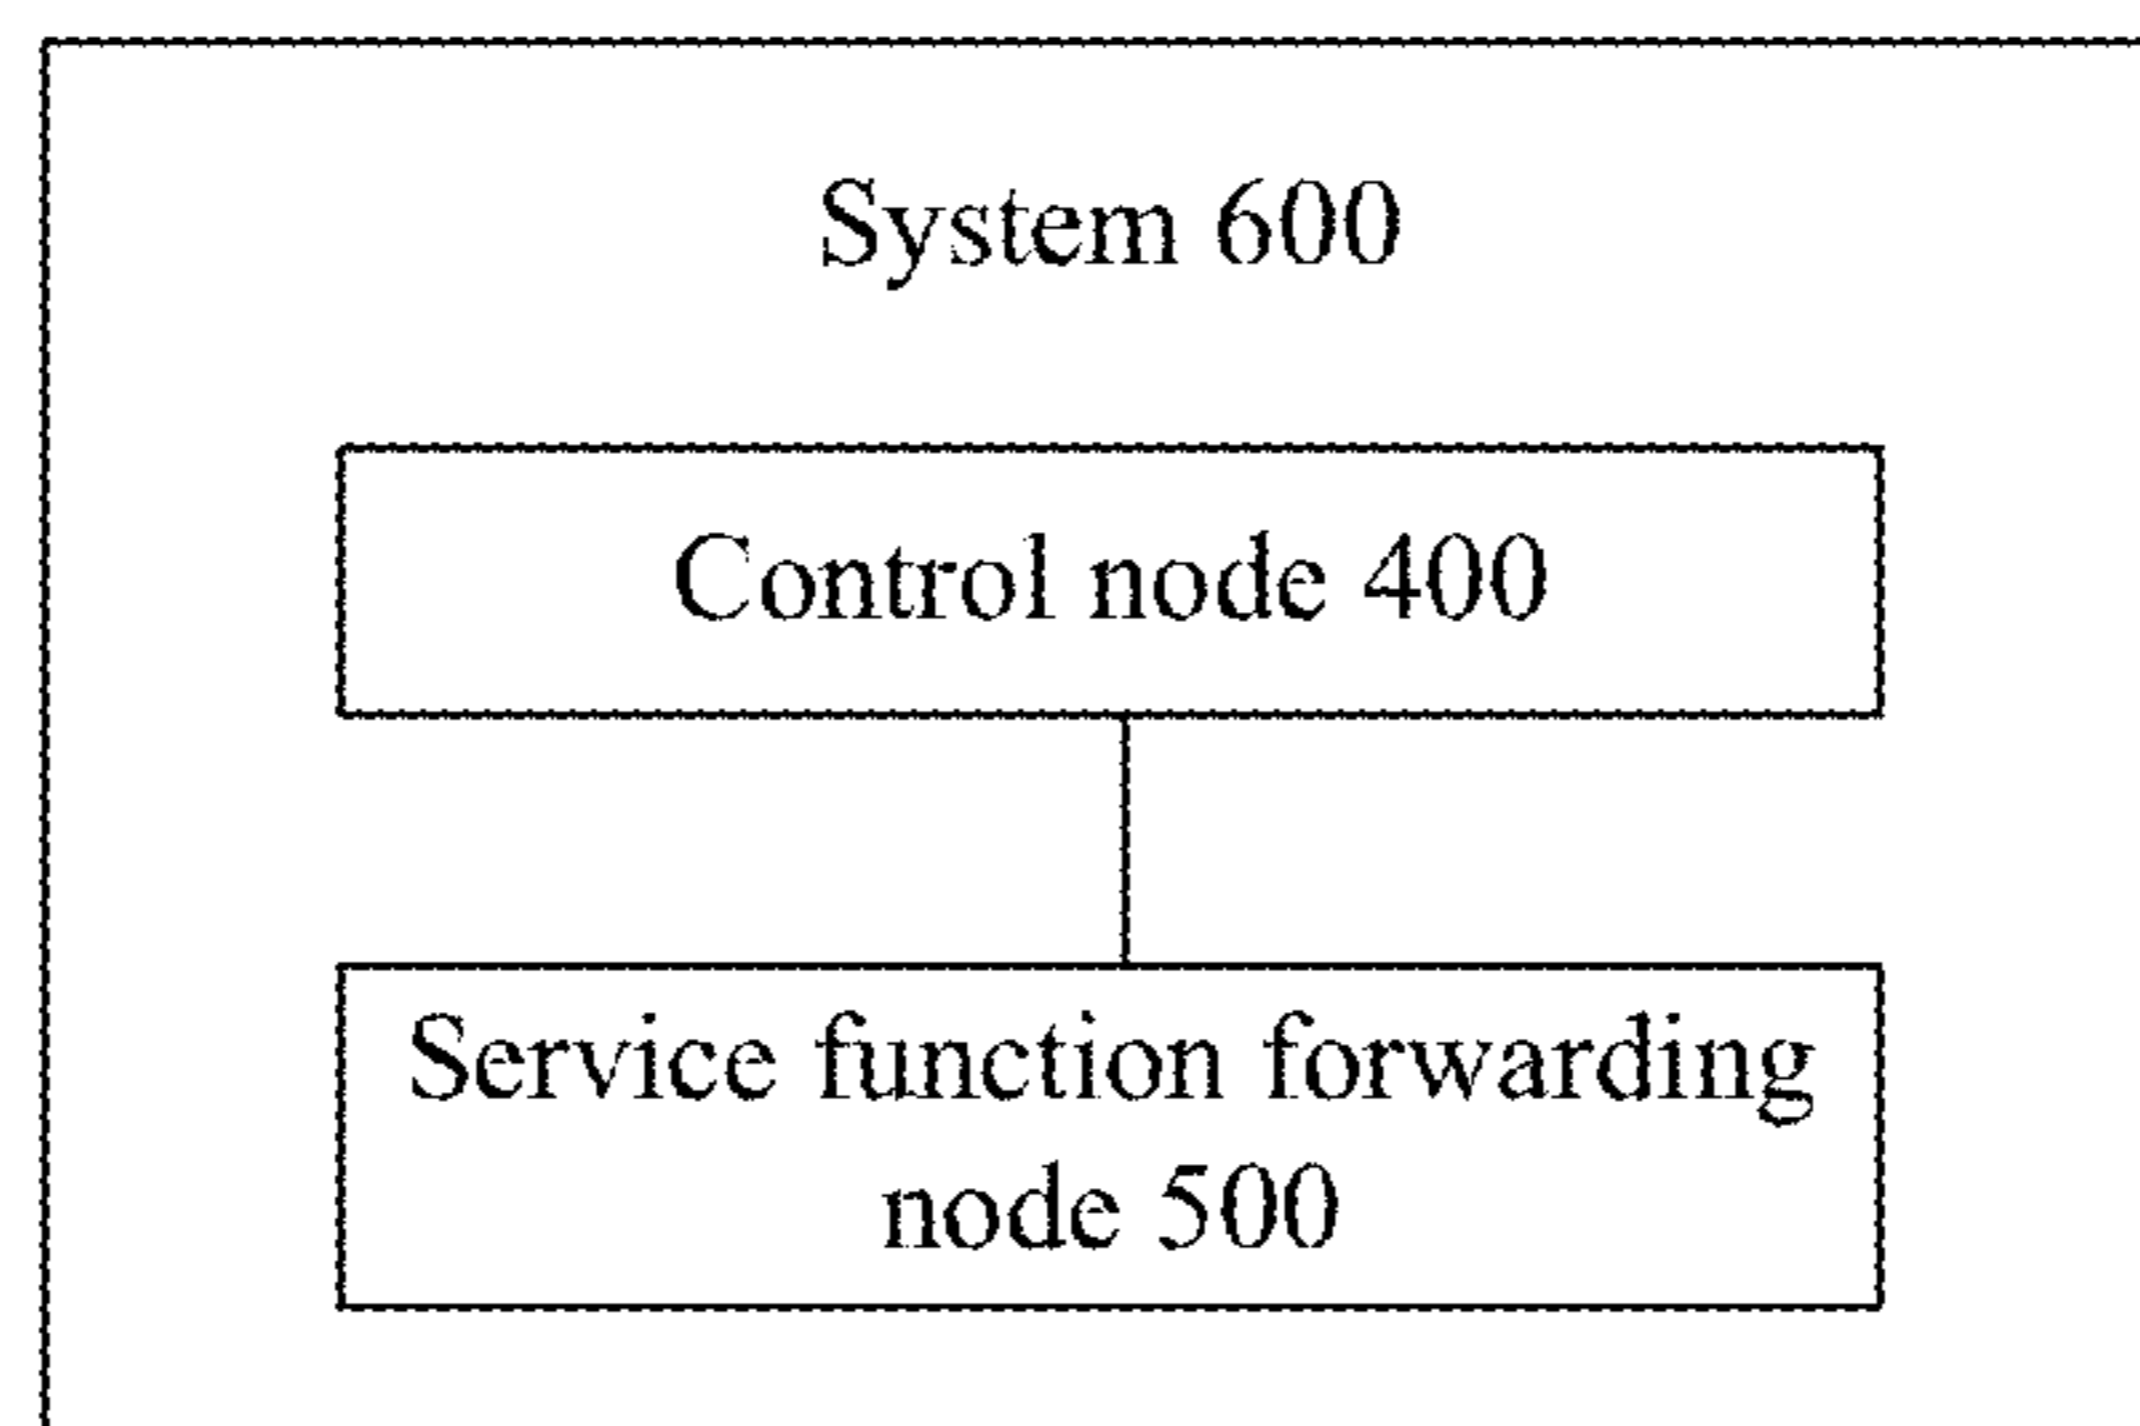 System 600
Control node 400
Service function forwarding
node 500